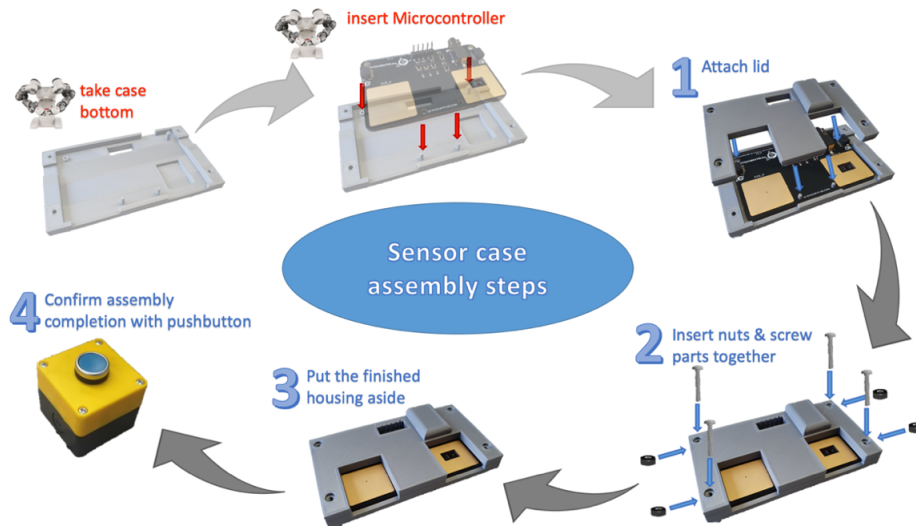 take case
bottom
insert Microcontroller
1 Attach lid
Sensor case
assembly steps
2 Insert nuts & screw
parts together
3 Put the finished
housing aside
4 Confirm assembly
completion with pushbutton